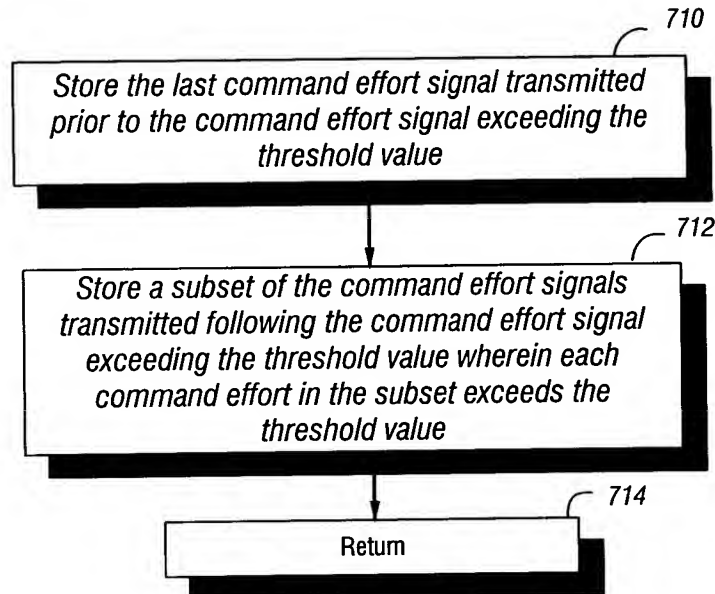 710
Store the last command effort signal transmitted
prior to the command effort signal exceeding the
threshold value
712
Store a subset of the command effort signals
transmitted following the command effort signal
exceeding the threshold value wherein each
command effort in the subset exceeds the
threshold value
714
Return